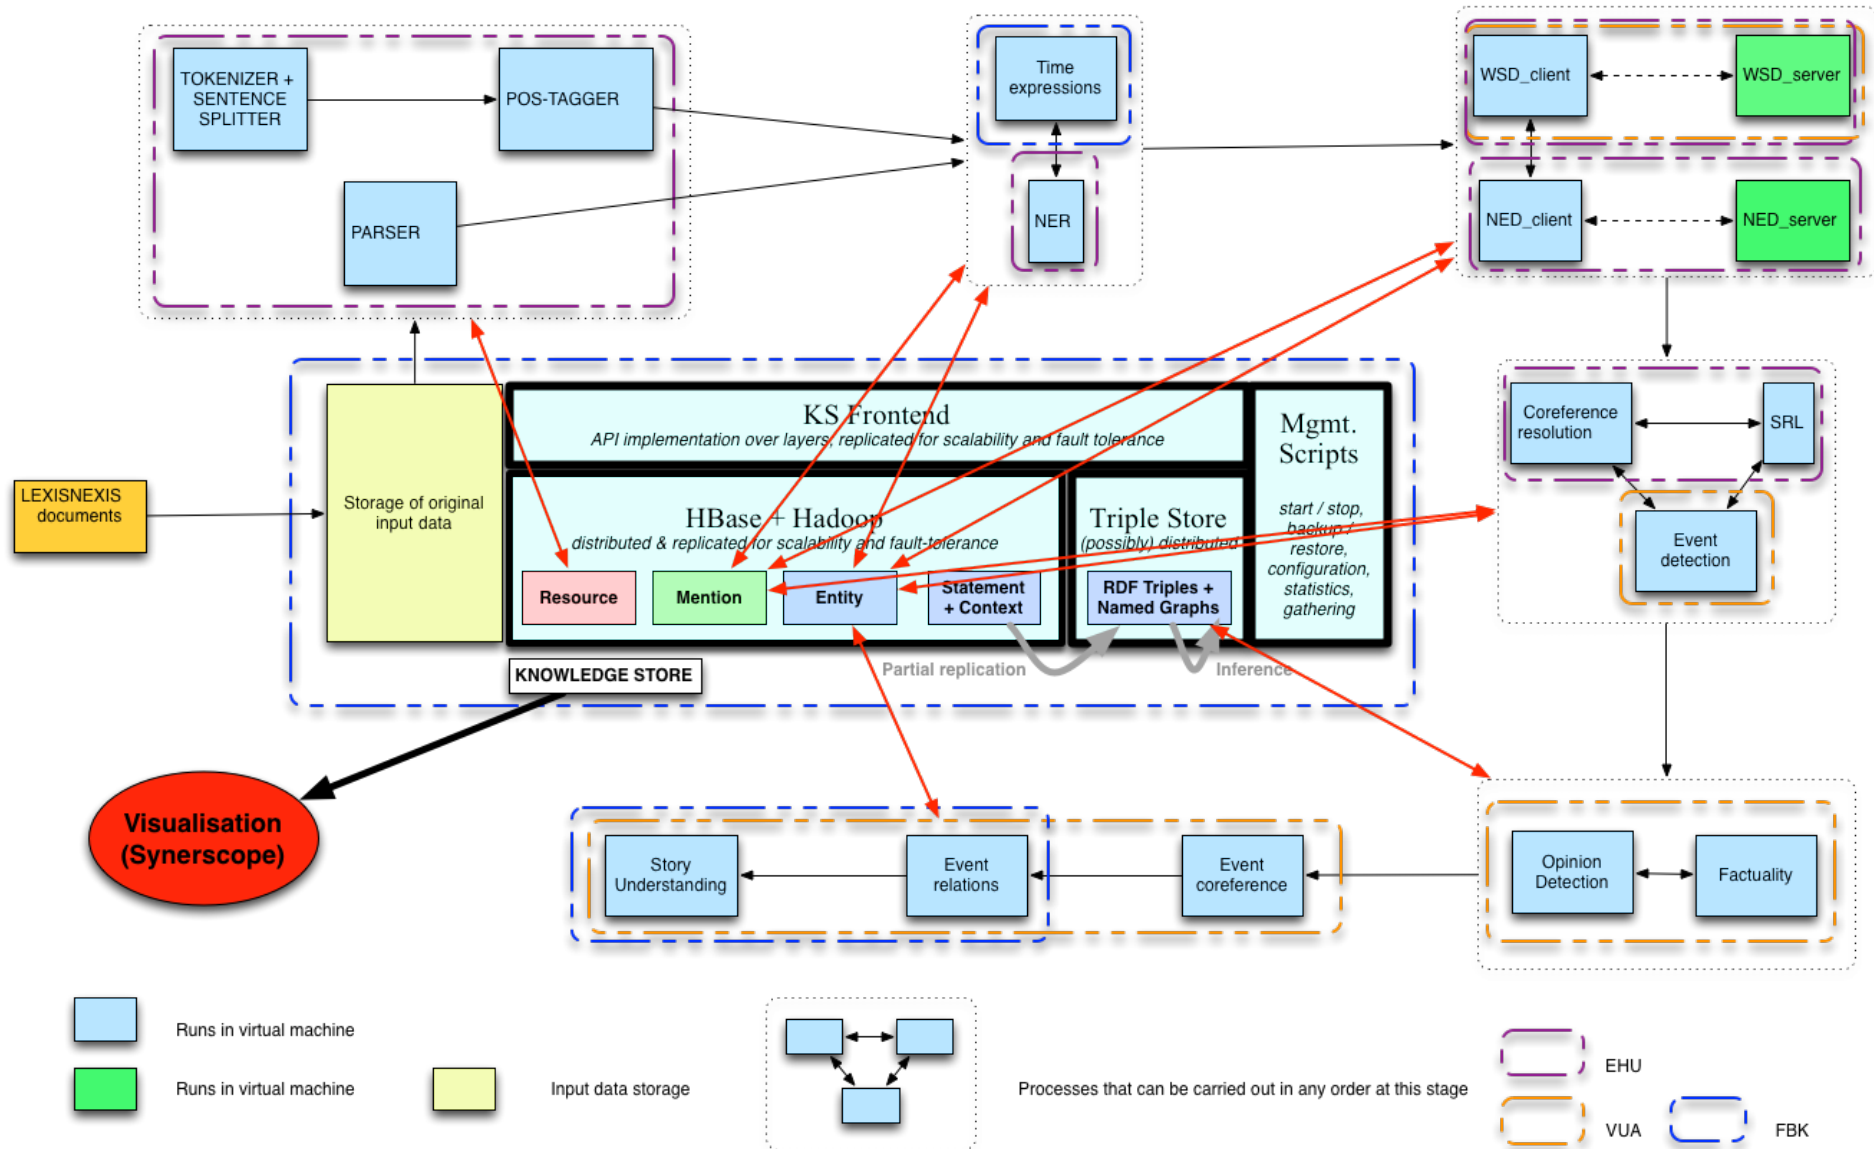 TOKENIZER +
SENTENCE
SPLITTER
POS-TAGGER
PARSER
Time
expressions
NER
WSD_client
WSD_server
NED_client
NED_server
LEXISNEXIS
documents
Storage of original
input data
KS Frontend
API implementation over layers, replicated for scalability and fault tolerance
HBase + Hadoop
distributed & replicated for scalability and fault-tolerance
Resource
Mention
Entity
Statement
+ Context
Triple Store
(possibly) distributed
RDF Triples +
Named Graphs
Mgmt.
Scripts
start / stop,
backup /
restore,
configuration,
statistics,
gathering
Partial replication
Inference
KNOWLEDGE STORE
Coreference
resolution
SRL
Event
detection
Visualisation
(Synerscope)
Story
Understanding
Event
relations
Event
coreference
Opinion
Detection
Factuality
Runs in virtual machine
Runs in virtual machine
Input data storage
Processes that can be carried out in any order at this stage
EHU
VUA
FBK